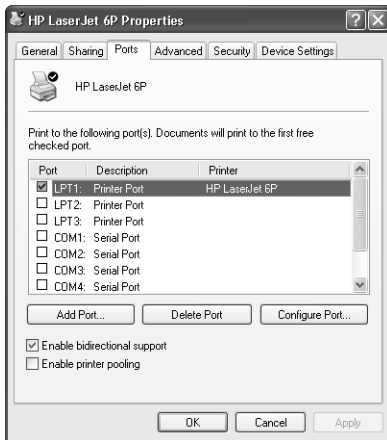 HP LaserJet 6P Properties
General Sharing Ports Advanced Security Device Settings
HP LaserJet 6P
Print to the following port(s). Documents will print to the first free
checked port.
Port Description Printer
LPT1: Printer Port HP LaserJet 6P
LPT2: Printer Port
LPT3: Printer Port
COM1: Serial Port
COM2: Serial Port
COM3: Serial Port
COM4: Serial Port
Add Port... Delete Port Configure Port...
Enable bidirectional support
Enable printer pooling
OK Cancel Apply